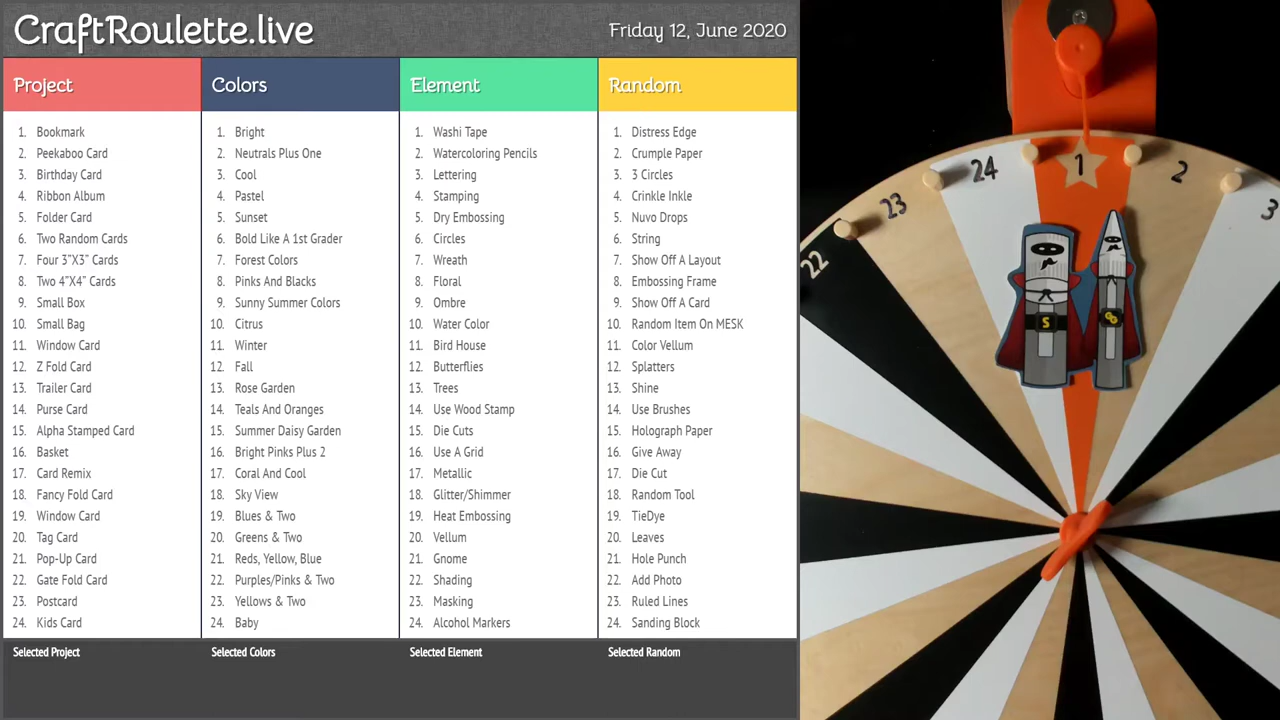 CraftRoulette.live
Friday 12, June 2020
Project
1. Bookmark
2. Peekaboo Card
3. Birthday Card
4. Ribbon Album
5. Folder Card
6. Two Random Cards
7. Four 3”X3” Cards
8. Two 4”X4” Cards
9. Small Box
10. Small Bag
11. Window Card
12. Z Fold Card
13. Trailer Card
14. Purse Card
15. Alpha Stamped Card
16. Basket
17. Card Remix
18. Fancy Fold Card
19. Window Card
20. Tag Card
21. Pop-Up Card
22. Gate Fold Card
23. Postcard
24. Kids Card
Selected Project
Colors
1. Bright
2. Neutrals Plus One
3. Cool
4. Pastel
5. Sunset
6. Bold Like A 1st Grader
7. Forest Colors
8. Pinks And Blacks
9. Sunny Summer Colors
10. Citrus
11. Winter
12. Fall
13. Rose Garden
14. Teals And Oranges
15. Summer Daisy Garden
16. Bright Pinks Plus 2
17. Coral And Cool
18. Sky View
19. Blues & Two
20. Greens & Two
21. Reds, Yellow, Blue
22. Purples/Pinks & Two
23. Yellows & Two
24. Baby
Selected Colors
Element
1. Washi Tape
2. Watercoloring Pencils
3. Lettering
4. Stamping
5. Dry Embossing
6. Circles
7. Wreath
8. Floral
9. Ombre
10. Water Color
11. Bird House
12. Butterflies
13. Trees
14. Use Wood Stamp
15. Die Cuts
16. Use A Grid
17. Metallic
18. Glitter/Shimmer
19. Heat Embossing
20. Vellum
21. Gnome
22. Shading
23. Masking
24. Alcohol Markers
Selected Element
Random
1. Distress Edge
2. Crumple Paper
3. 3 Circles
4. Crinkle Inkle
5. Nuvo Drops
6. String
7. Show Off A Layout
8. Embossing Frame
9. Show Off A Card
10. Random Item On MESK
11. Color Vellum
12. Splatters
13. Shine
14. Use Brushes
15. Holograph Paper
16. Give Away
17. Die Cut
18. Random Tool
19. TieDye
20. Leaves
21. Hole Punch
22. Add Photo
23. Ruled Lines
24. Sanding Block
Selected Random
22
23
24
1
2
3
S